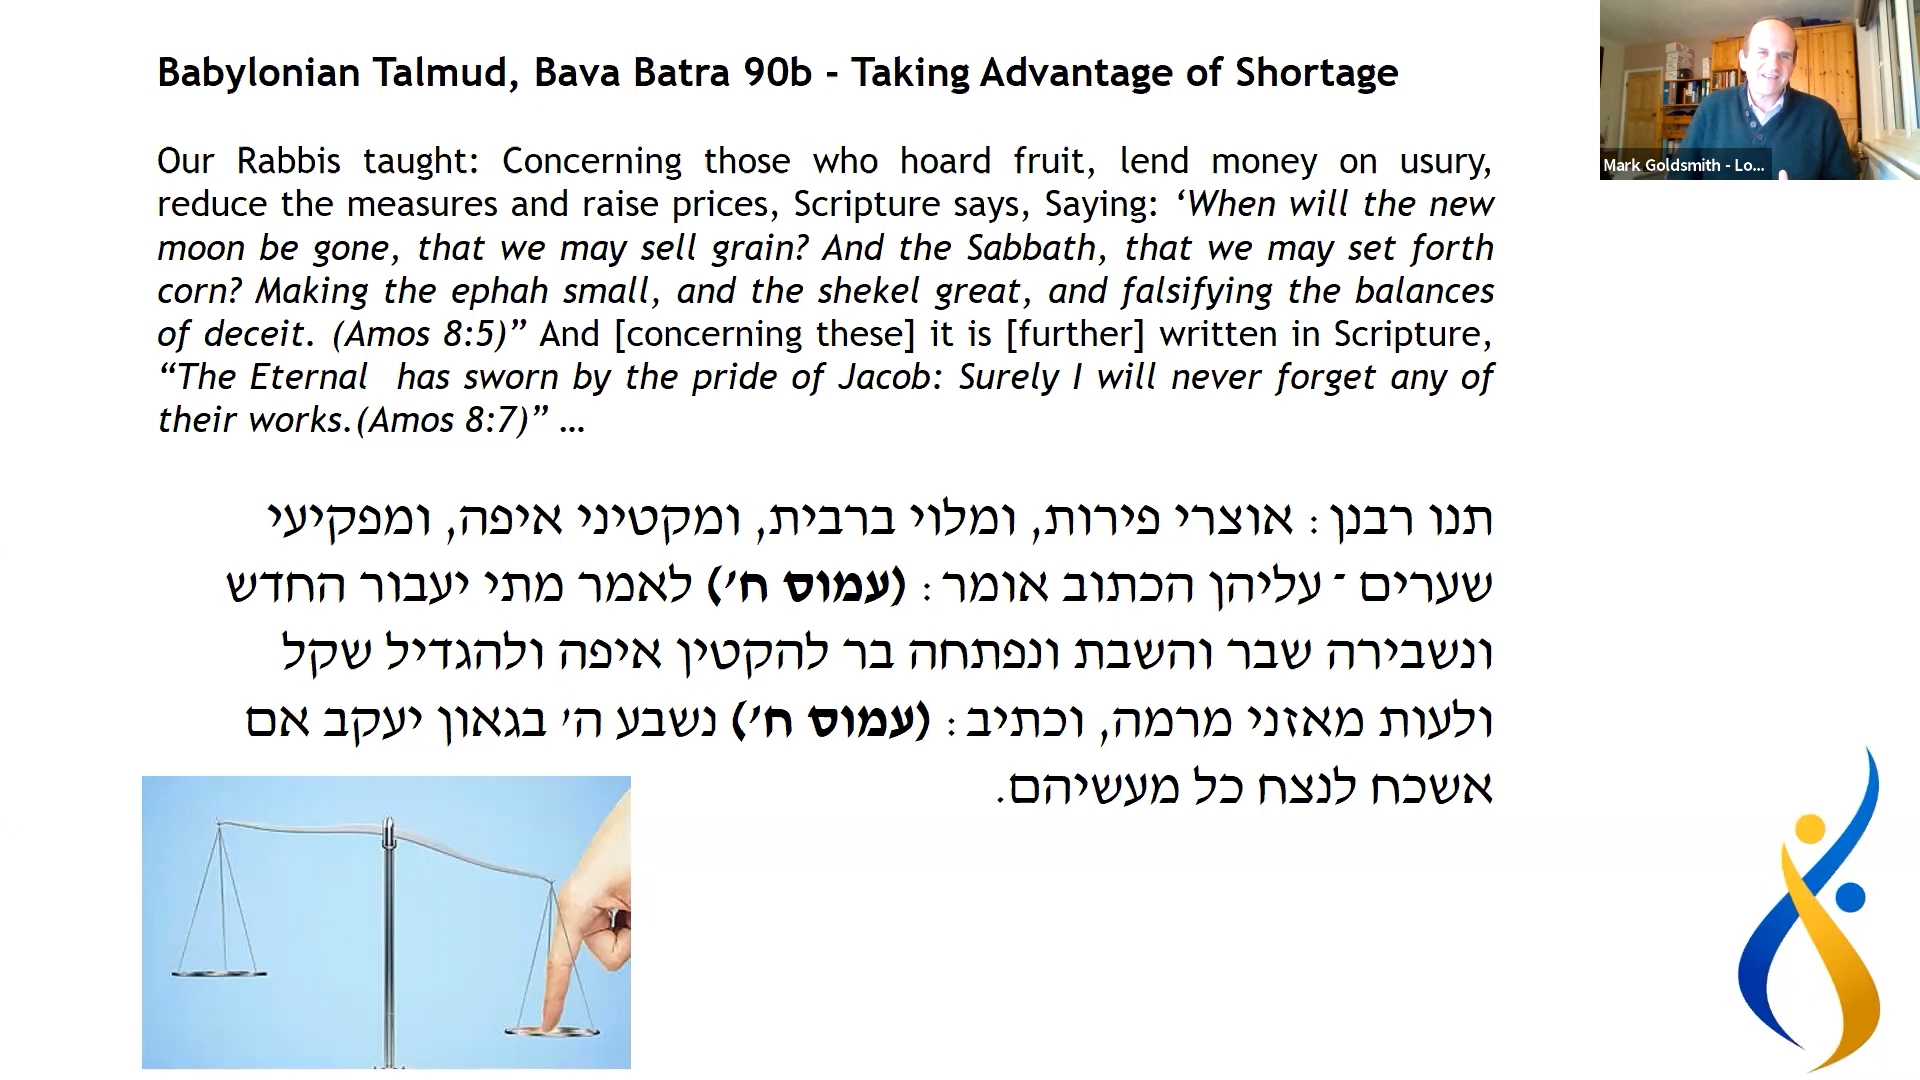 Babylonian Talmud, Bava Batra 90b - Taking Advantage of Shortage
Our Rabbis taught: Concerning those who hoard fruit, lend money on usury,
reduce the measures and raise prices, Scripture says, Saying: ‘When will the new
moon be gone, that we may sell grain? And the Sabbath, that we may set forth
corn? Making the ephah small, and the shekel great, and falsifying the balances
of deceit. (Amos 8:5)” And [concerning these] it is [further] written in Scripture,
“The Eternal has sworn by the pride of Jacob: Surely I will never forget any of
their works.(Amos 8:7)” …
תנו רבנן: אוצרי פירות, ומלוי ברבית, ומקטיני איפה, ומפקיעי
שערים - עליהן הכתוב אומר: (עמוס ח') לאמר מתי יעבור החדש
ונשבירה שבר והשבת ונפתחה בר להקטין איפה ולהגדיל שקל
ולעות מאזני מרמה, וכתיב: (עמוס ח') נשבע ה' בגאון יעקב אם
אשכח לנצח כל מעשיהם.
Mark Goldsmith - Lo...